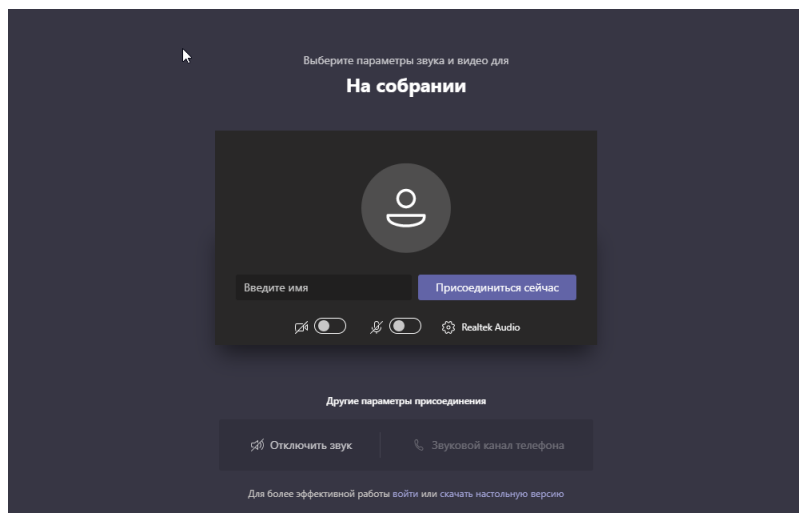 Выберите параметры звука и видео для
На собрании
Введите имя
Присоединиться сейчас
Realtek Audio
Другие параметры присоединения
Отключить звук
Звуковой канал телефона
Для более эффективной работы войти или скачать настольную версию